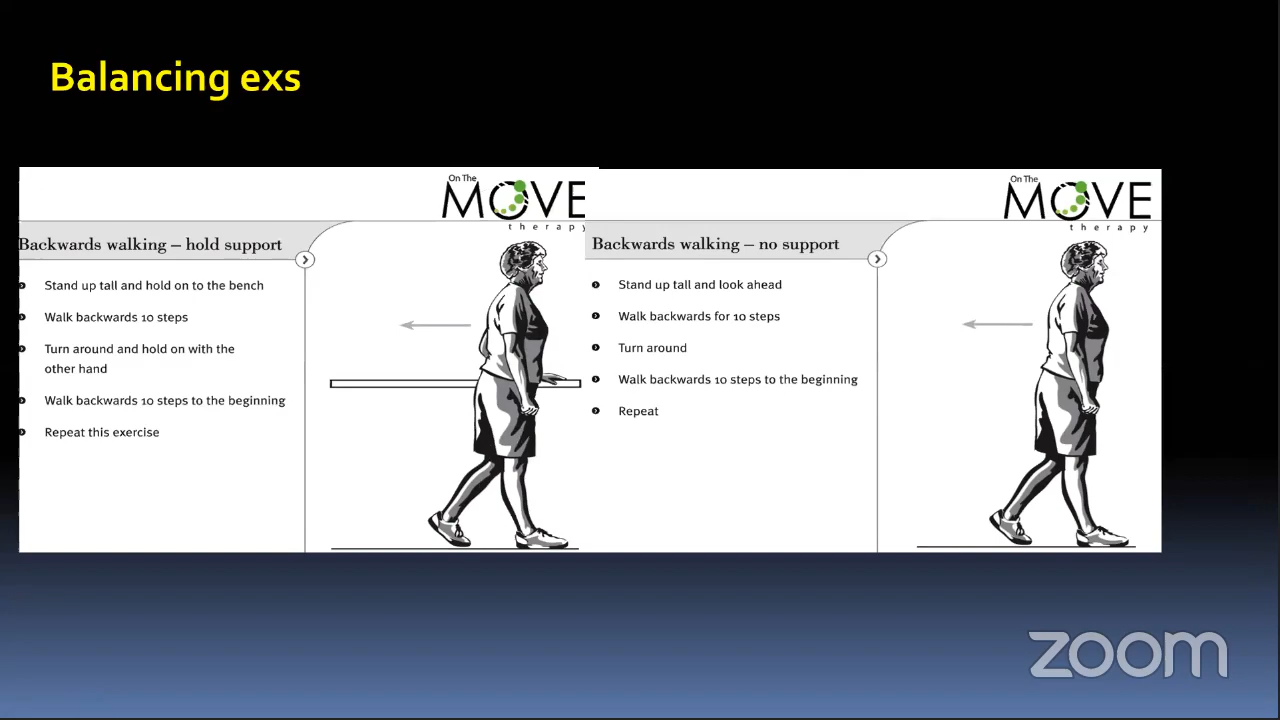 Balancing exs
On The
MOVE
therapy
Backwards walking – hold support
Stand up tall and hold on to the bench
Walk backwards 10 steps
Turn around and hold on with the
other hand
Walk backwards 10 steps to the beginning
Repeat this exercise
On The
MOVE
therapy
Backwards walking – no support
Stand up tall and look ahead
Walk backwards for 10 steps
Turn around
Walk backwards 10 steps to the beginning
Repeat
zoom